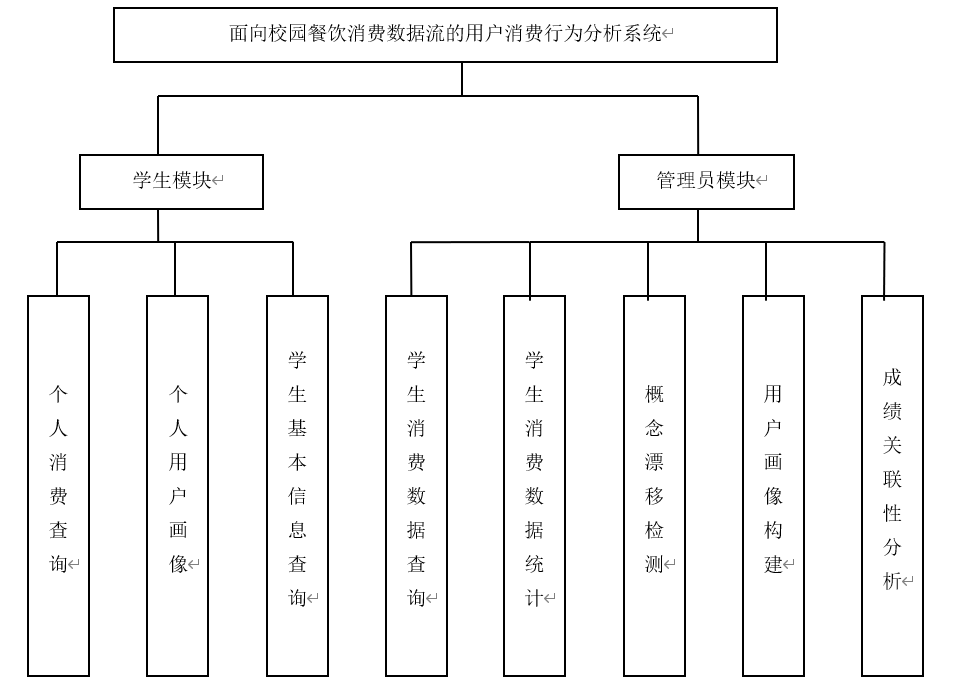 面向校园餐饮消费数据流的用户消费行为分析系统↵
学生模块↵
管理员模块↵
个人消费查询↵
个人用户画像↵
学生基本信息查询↵
学生消费数据查询↵
学生消费数据统计↵
概念漂移检测↵
用户画像构建↵
成绩关联性分析↵